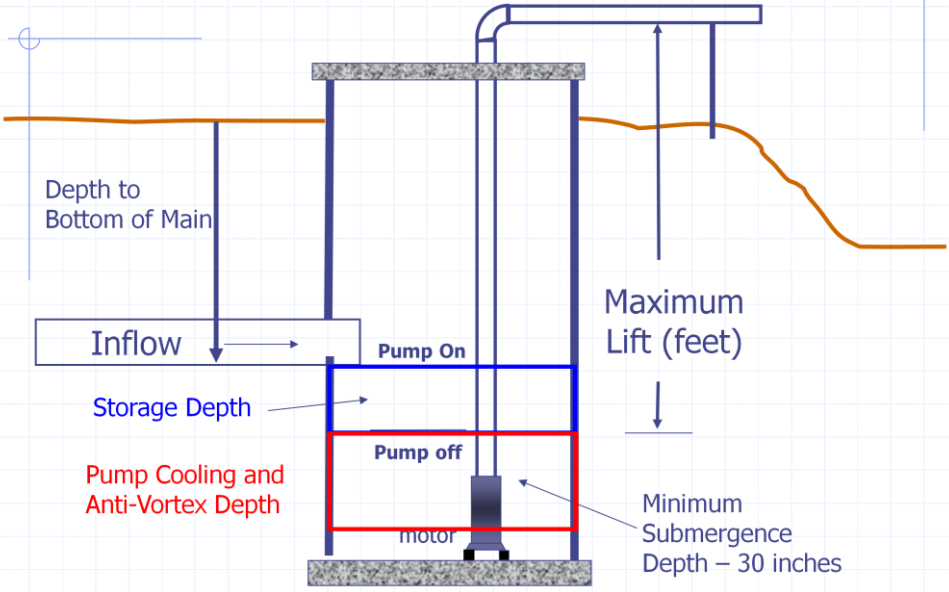 Depth to
Bottom of Main
Inflow
Pump On
Maximum
Lift (feet)
Storage Depth
Pump off
Pump Cooling and
Anti-Vortex Depth
motor
Minimum
Submergence
Depth – 30 inches